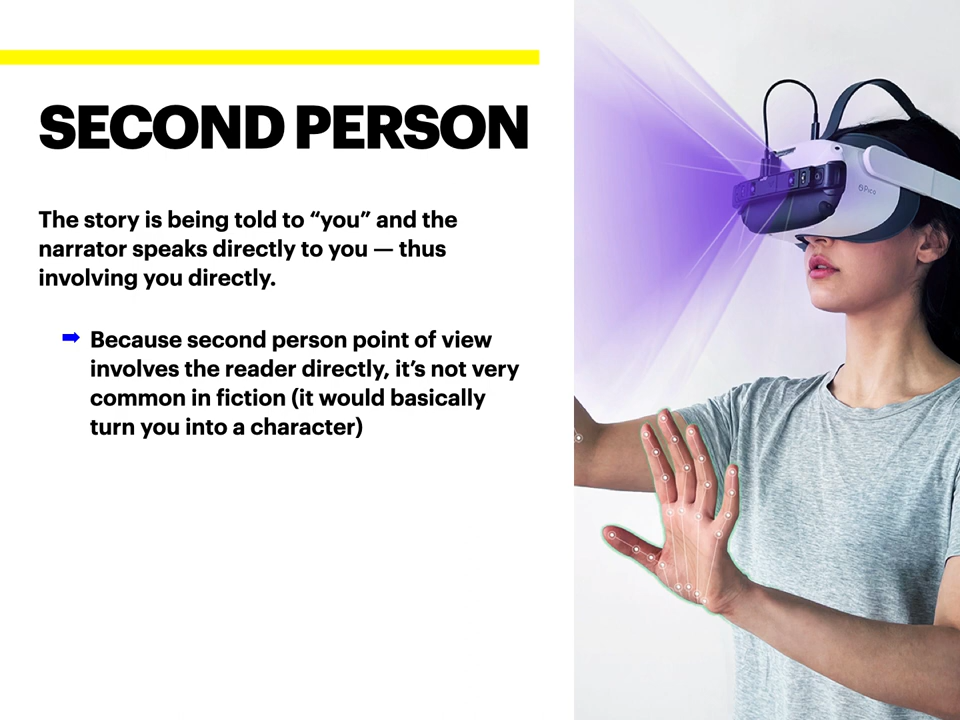 SECOND PERSON
The story is being told to “you” and the
narrator speaks directly to you — thus
involving you directly.
Because second person point of view
involves the reader directly, it’s not very
common in fiction (it would basically
turn you into a character)
Pico